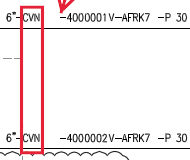 6"-CVN -4000001V-AFRK7 -P 30
6"-CVN -4000002V-AFRK7 -P 30